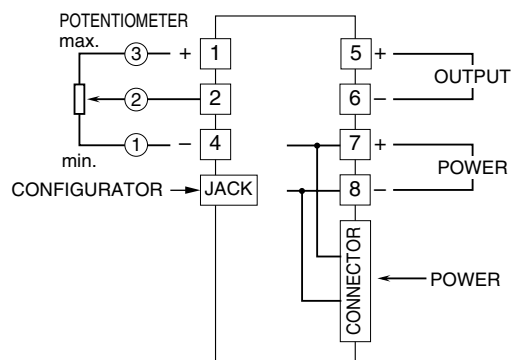 POTENTIOMETER
max.
3 + 1
2 2
1 − 4
min.
CONFIGURATOR JACK
5 +
OUTPUT
6 −
7 +
POWER
8 −
CONNECTOR
POWER